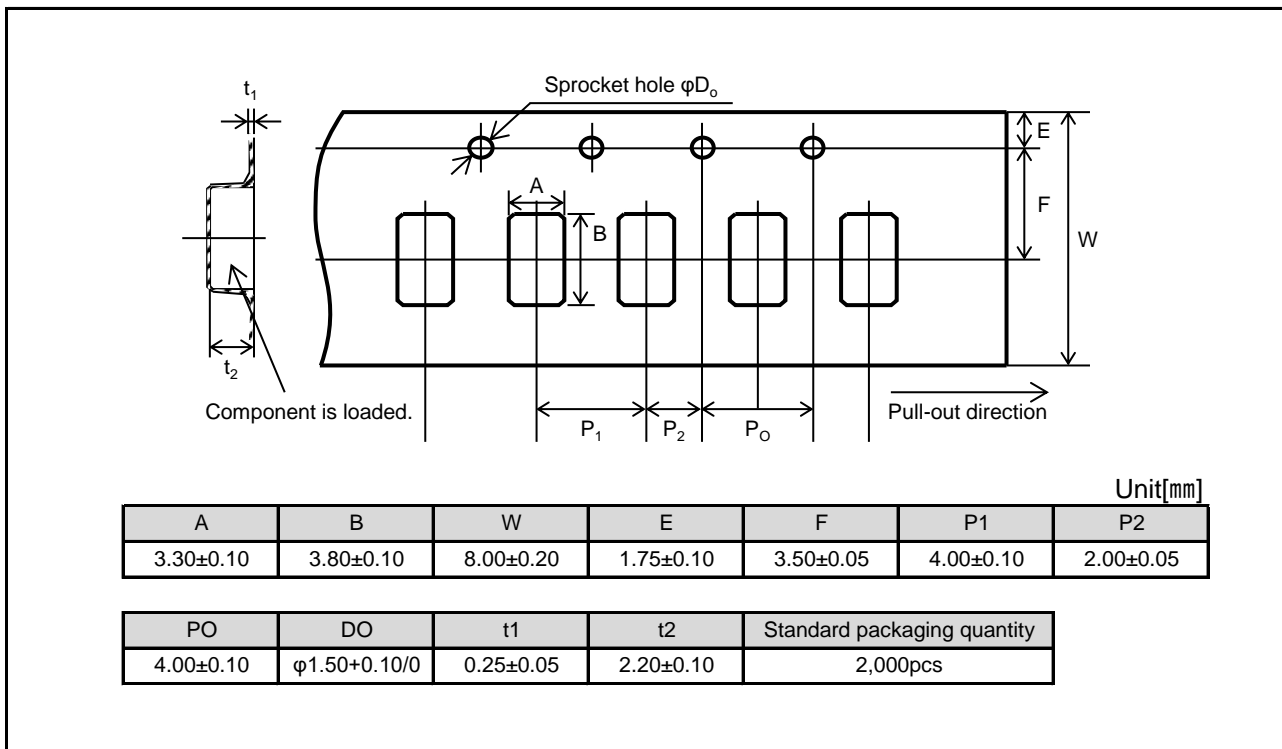 Sprocket hole φDₒ
t₁
E
A
F
B
W
t₂
Component is loaded.
P₁
P₂
P_O
Pull-out direction
Unit[㎜]
A B W E F P1 P2
3.30±0.10 3.80±0.10 8.00±0.20 1.75±0.10 3.50±0.05 4.00±0.10 2.00±0.05
PO DO t1 t2 Standard packaging quantity
4.00±0.10 φ1.50+0.10/0 0.25±0.05 2.20±0.10 2,000pcs